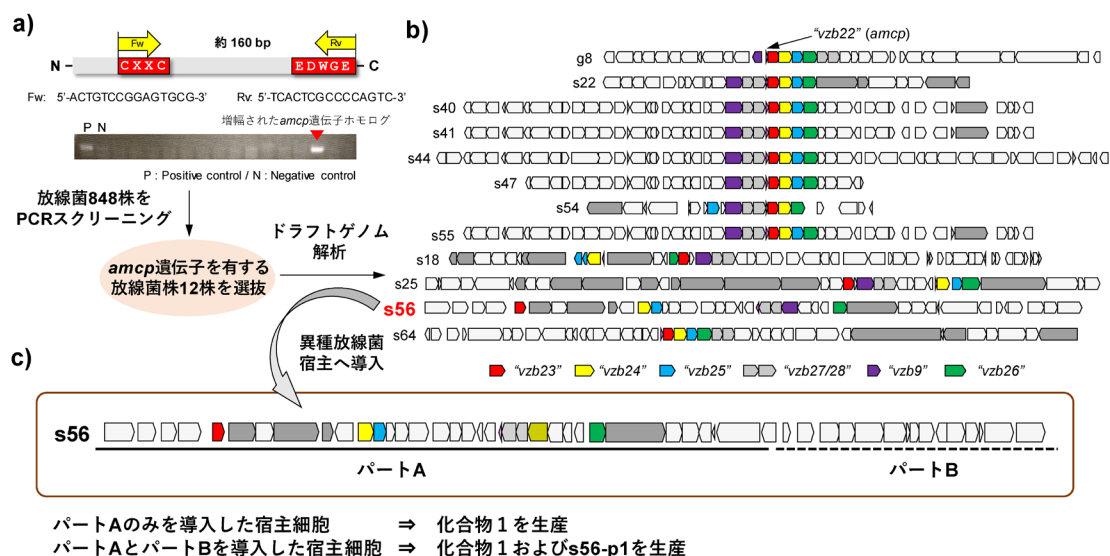 a)
Fw
約 160 bp
Rv
N
CXXC
EDWGE
C
Fw: 5'-ACTGTCCGGAGTGCG-3'
Rv: 5'-TCACTCGCCCCAGTC-3'
増幅されたamcp遺伝子ホモログ
P N
P : Positive control / N : Negative control
放線菌848株を
PCRスクリーニング
amcp遺伝子を有する
放線菌株12株を選抜
ドラフトゲノム
解析
異種放線菌
宿主へ導入
b)
"vzb22" (amcp)
g8
s22
s40
s41
s44
s47
s54
s55
s18
s25
s56
s64
"vzb23"
"vzb24"
"vzb25"
"vzb27/28"
"vzb9"
"vzb26"
c)
s56
パートA
パートB
パートAのみを導入した宿主細胞 ⇒ 化合物１を生産
パートAとパートBを導入した宿主細胞 ⇒ 化合物１およびs56-p1を生産